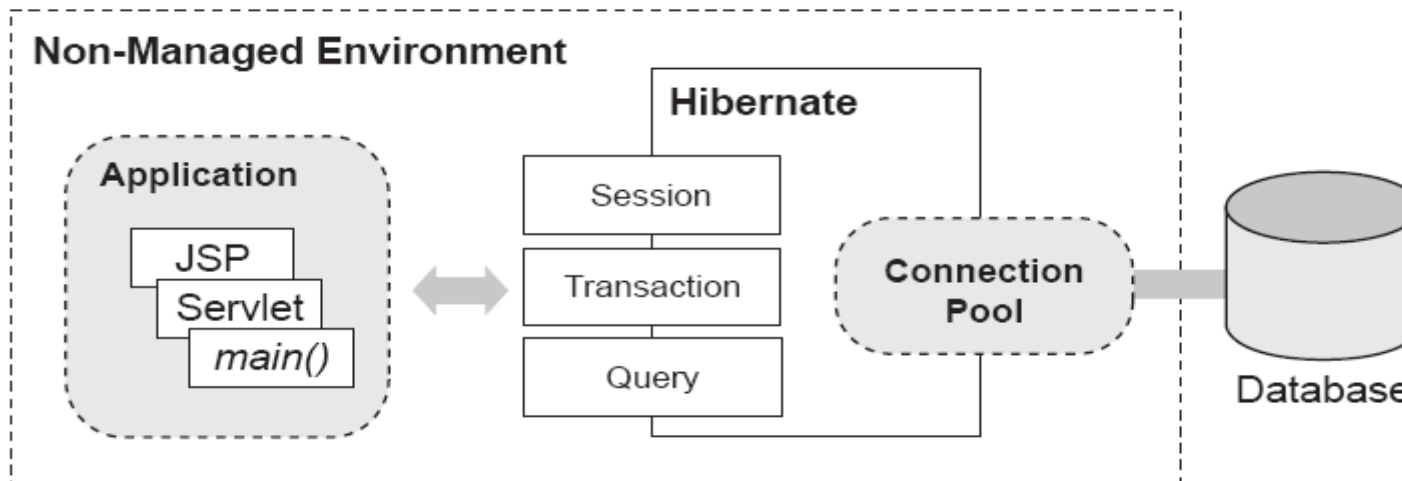 Non-Managed Environment
Hibernate
Application
JSP
Servlet
main()
Session
Transaction
Query
Connection
Pool
Database